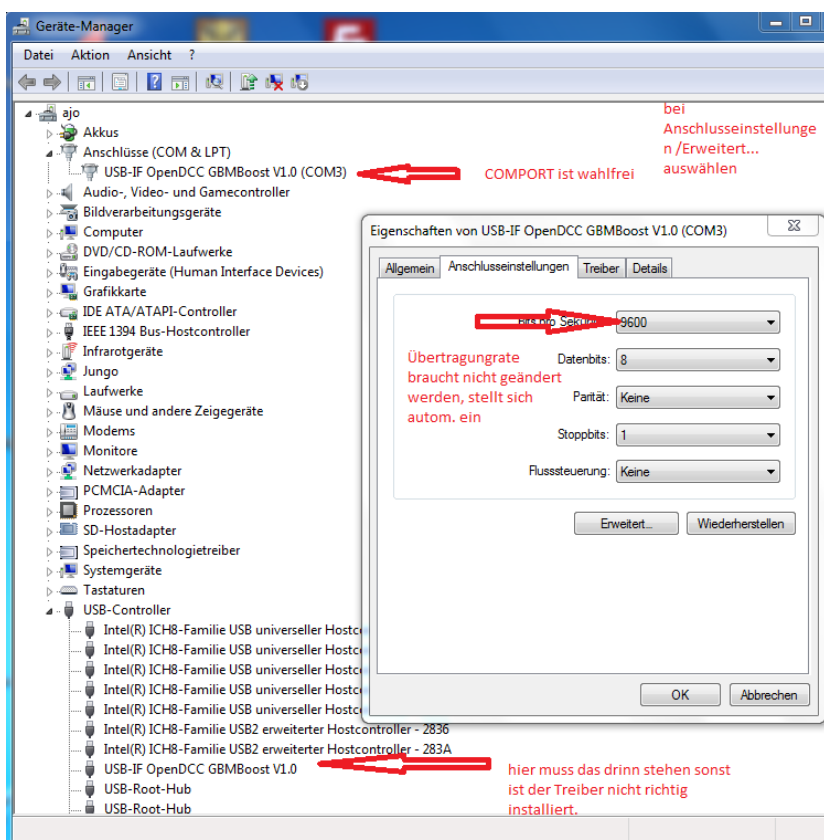 Geräte-Manager
Datei Aktion Ansicht ?
ajo
Akkus
Anschlüsse (COM & LPT)
USB-IF OpenDCC GBMBoost V1.0 (COM3)
Audio-, Video- und Gamecontroller
Bildverarbeitungsgeräte
Computer
DVD/CD-ROM-Laufwerke
Eingabegeräte (Human Interface Devices)
Grafikkarte
IDE ATA/ATAPI-Controller
IEEE 1394 Bus-Hostcontroller
Infrarotgeräte
Jungo
Laufwerke
Mäuse und andere Zeigegeräte
Modems
Monitore
Netzwerkadapter
PCMCIA-Adapter
Prozessoren
SD-Hostadapter
Speichertechnologietreiber
Systemgeräte
Tastaturen
USB-Controller
Intel(R) ICH8-Familie USB universeller Hostc
Intel(R) ICH8-Familie USB universeller Hostc
Intel(R) ICH8-Familie USB universeller Hostc
Intel(R) ICH8-Familie USB universeller Hostc
Intel(R) ICH8-Familie USB universeller Hostc
Intel(R) ICH8-Familie USB2 erweiterter Hostcontroller - 2836
Intel(R) ICH8-Familie USB2 erweiterter Hostcontroller - 283A
USB-IF OpenDCC GBMBoost V1.0
USB-Root-Hub
USB-Root-Hub
COMPORT ist wahlfrei
bei
Anschlusseinstellunge
n /Erweitert...
auswählen
Eigenschaften von USB-IF OpenDCC GBMBoost V1.0 (COM3)
Allgemein Anschlusseinstellungen Treiber Details
Bits pro Sekunde: 9600
Datenbits: 8
Parität: Keine
Stoppbits: 1
Flusssteuerung: Keine
Übertragungrate
braucht nicht geändert
werden, stellt sich
autom. ein
Erweitert... Wiederherstellen
OK Abbrechen
hier muss das drinn stehen sonst
ist der Treiber nicht richtig
installiert.